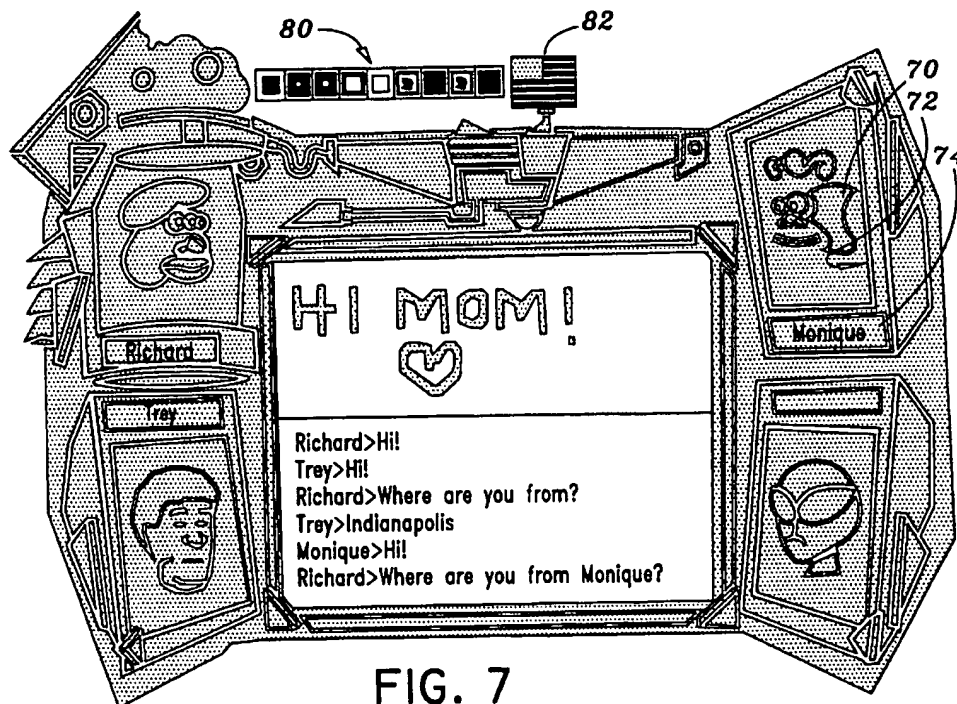 80
82
70
72
74
HI MOM!
Richard
Monique
Trey
Richard>Hi!
Trey>Hi!
Richard>Where are you from?
Trey>Indianapolis
Monique>Hi!
Richard>Where are you from Monique?
FIG. 7